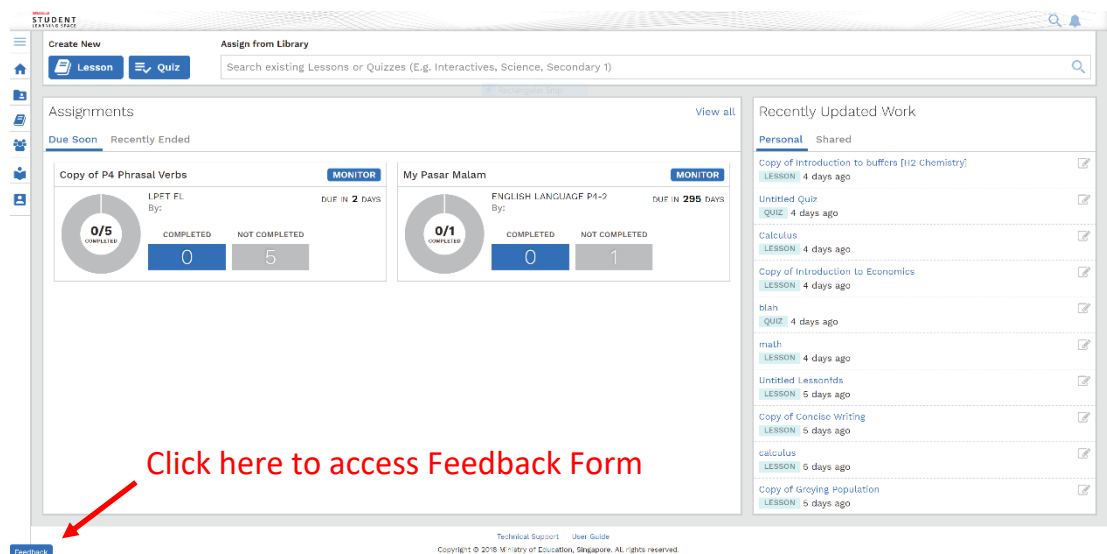 STUDENT
LEARNING SPACE
Create New
Assign from Library
Lesson
Quiz
Search existing Lessons or Quizzes (E.g. Interactives, Science, Secondary 1)
Rectangular Snip
Assignments
View all
Due Soon Recently Ended
Copy of P4 Phrasal Verbs
MONITOR
LPET EL
By:
DUE IN 2 DAYS
0/5
COMPLETED
COMPLETED
NOT COMPLETED
0
5
My Pasar Malam
MONITOR
ENGLISH LANGUAGE P4-2
By:
DUE IN 295 DAYS
0/1
COMPLETED
COMPLETED
NOT COMPLETED
0
1
Recently Updated Work
Personal Shared
Copy of Introduction to buffers [H2 Chemistry]
LESSON 4 days ago
Untitled Quiz
QUIZ 4 days ago
Calculus
LESSON 4 days ago
Copy of Introduction to Economics
LESSON 4 days ago
blah
QUIZ 4 days ago
math
LESSON 4 days ago
Untitled Lessonfds
LESSON 5 days ago
Copy of Concise Writing
LESSON 5 days ago
calculus
LESSON 5 days ago
Copy of Greying Population
LESSON 5 days ago
Click here to access Feedback Form
Feedback
Technical Support User Guide
Copyright © 2018 Ministry of Education, Singapore. All rights reserved.